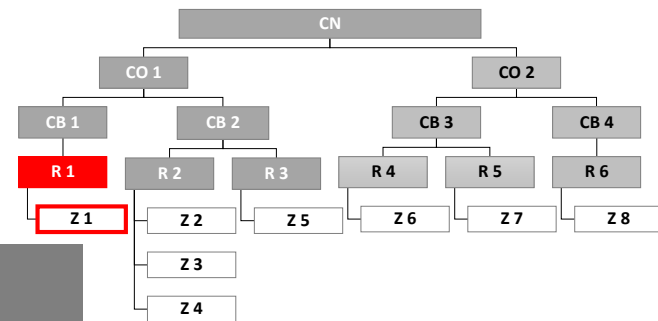 CN
CO 1
CO 2
CB 1
CB 2
CB 3
CB 4
R 1
R 2
R 3
R 4
R 5
R 6
Z 1
Z 2
Z 5
Z 6
Z 7
Z 8
Z 3
Z 4